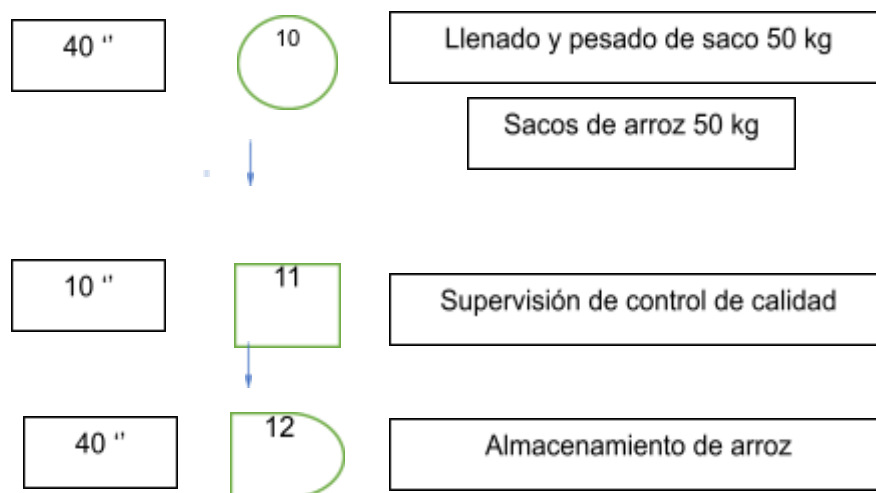 40 ‘’
10
Llenado y pesado de saco 50 kg
Sacos de arroz 50 kg
10 ‘’
11
Supervisión de control de calidad
40 ‘’
12
Almacenamiento de arroz